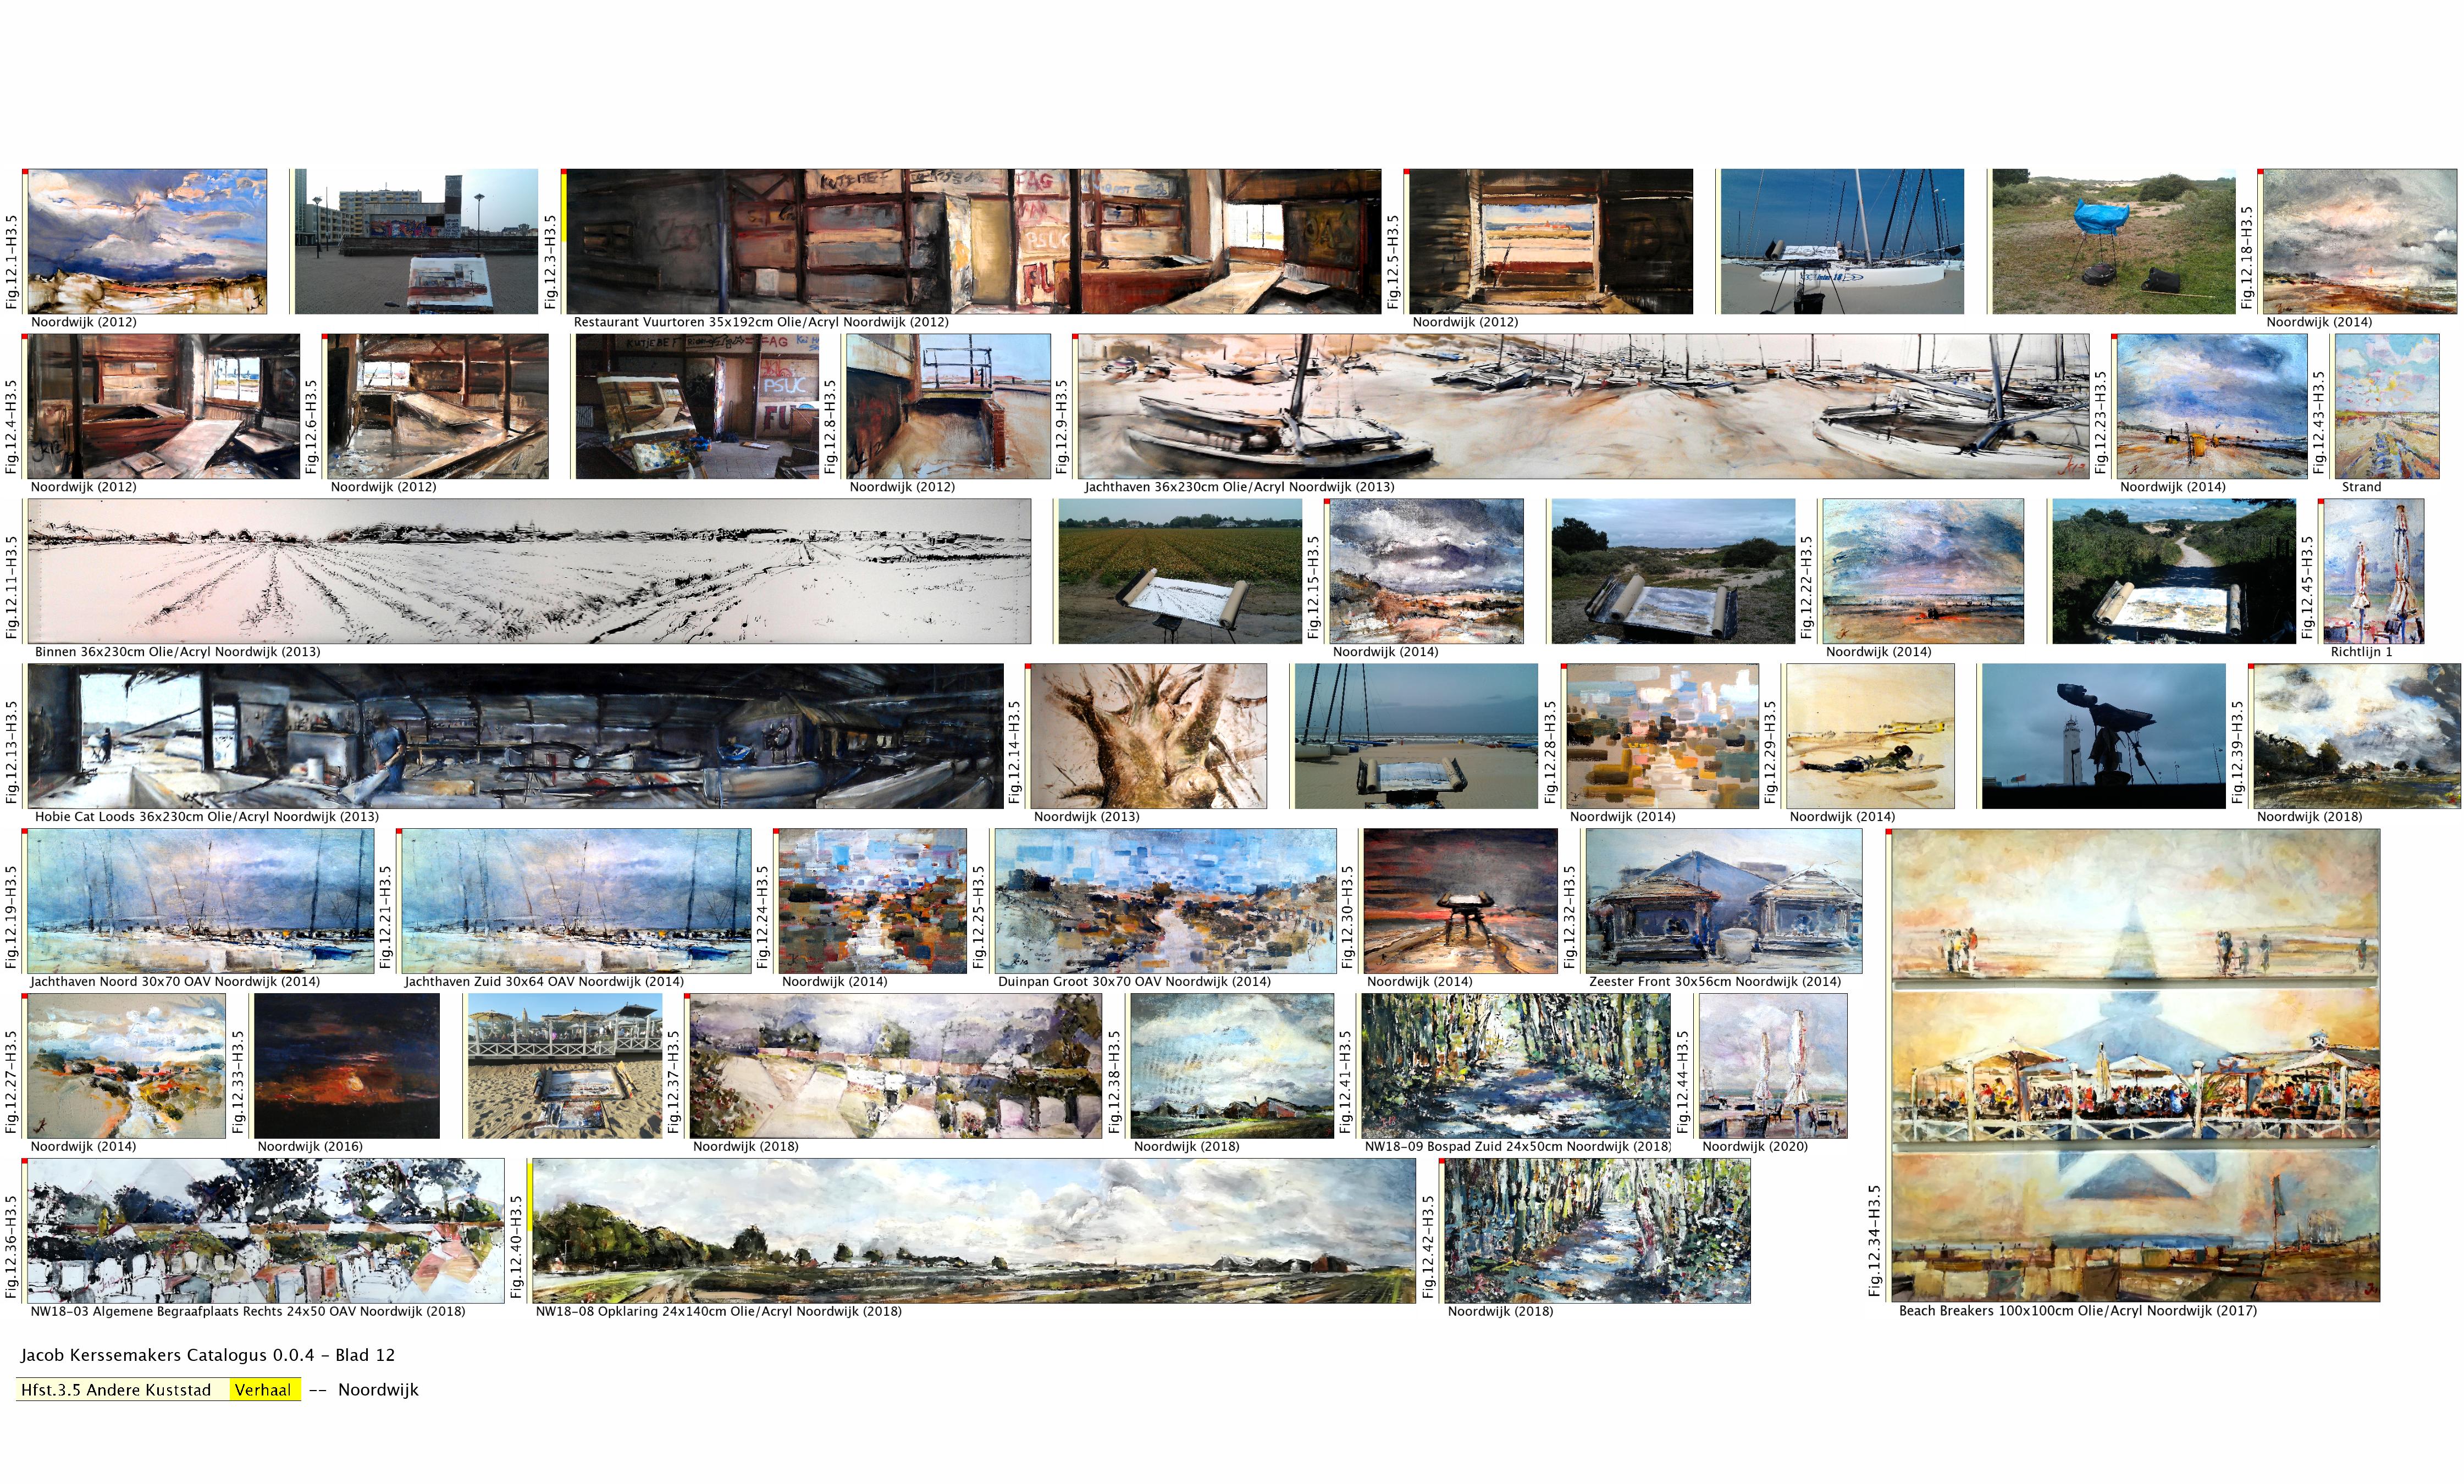 Fig.12.1-H3.5
Noordwijk (2012)
Fig.12.3-H3.5
FAG
PSUC
FU
Restaurant Vuurtoren 35x192cm Olie/Acryl Noordwijk (2012)
Fig.12.5-H3.5
Noordwijk (2012)
Fig.12.18-H3.5
Noordwijk (2014)
Fig.12.4-H3.5
Noordwijk (2012)
Fig.12.6-H3.5
Noordwijk (2012)
KUTJEBEF
FAG
PSUC
FU
Fig.12.8-H3.5
Noordwijk (2012)
Fig.12.9-H3.5
Jachthaven 36x230cm Olie/Acryl Noordwijk (2013)
Fig.12.23-H3.5
Noordwijk (2014)
Fig.12.43-H3.5
Strand
Fig.12.11-H3.5
Binnen 36x230cm Olie/Acryl Noordwijk (2013)
Fig.12.15-H3.5
Noordwijk (2014)
Fig.12.22-H3.5
Noordwijk (2014)
Fig.12.45-H3.5
Richtlijn 1
Fig.12.13-H3.5
Hobie Cat Loods 36x230cm Olie/Acryl Noordwijk (2013)
Fig.12.14-H3.5
Noordwijk (2013)
Fig.12.28-H3.5
Noordwijk (2014)
Fig.12.29-H3.5
Noordwijk (2014)
Fig.12.39-H3.5
Noordwijk (2018)
Fig.12.19-H3.5
Jachthaven Noord 30x70 OAV Noordwijk (2014)
Fig.12.21-H3.5
Jachthaven Zuid 30x64 OAV Noordwijk (2014)
Fig.12.24-H3.5
Noordwijk (2014)
Fig.12.25-H3.5
Duinpan Groot 30x70 OAV Noordwijk (2014)
Fig.12.30-H3.5
Noordwijk (2014)
Fig.12.32-H3.5
Zeester Front 30x56cm Noordwijk (2014)
Fig.12.27-H3.5
Noordwijk (2014)
Fig.12.33-H3.5
Noordwijk (2016)
Fig.12.37-H3.5
Noordwijk (2018)
Fig.12.38-H3.5
Noordwijk (2018)
Fig.12.41-H3.5
NW18-09 Bospad Zuid 24x50cm Noordwijk (2018)
Fig.12.44-H3.5
Noordwijk (2020)
Fig.12.36-H3.5
NW18-03 Algemene Begraafplaats Rechts 24x50 OAV Noordwijk (2018)
Fig.12.40-H3.5
NW18-08 Opklaring 24x140cm Olie/Acryl Noordwijk (2018)
Fig.12.42-H3.5
Noordwijk (2018)
Fig.12.34-H3.5
Beach Breakers 100x100cm Olie/Acryl Noordwijk (2017)
Jacob Kerssemakers Catalogus 0.0.4 - Blad 12
Hfst.3.5 Andere Kuststad Verhaal -- Noordwijk